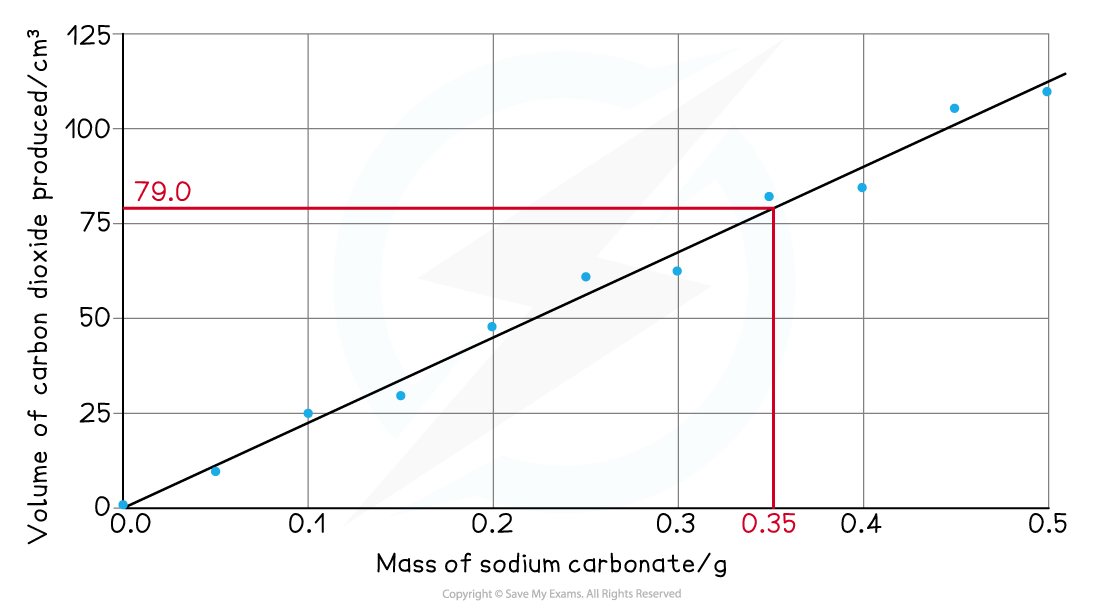 Volume of carbon dioxide produced/cm³
125
100
79.0
75
50
25
0
0.0 0.1 0.2 0.3 0.35 0.4 0.5
Mass of sodium carbonate/g
Copyright © Save My Exams. All Rights Reserved